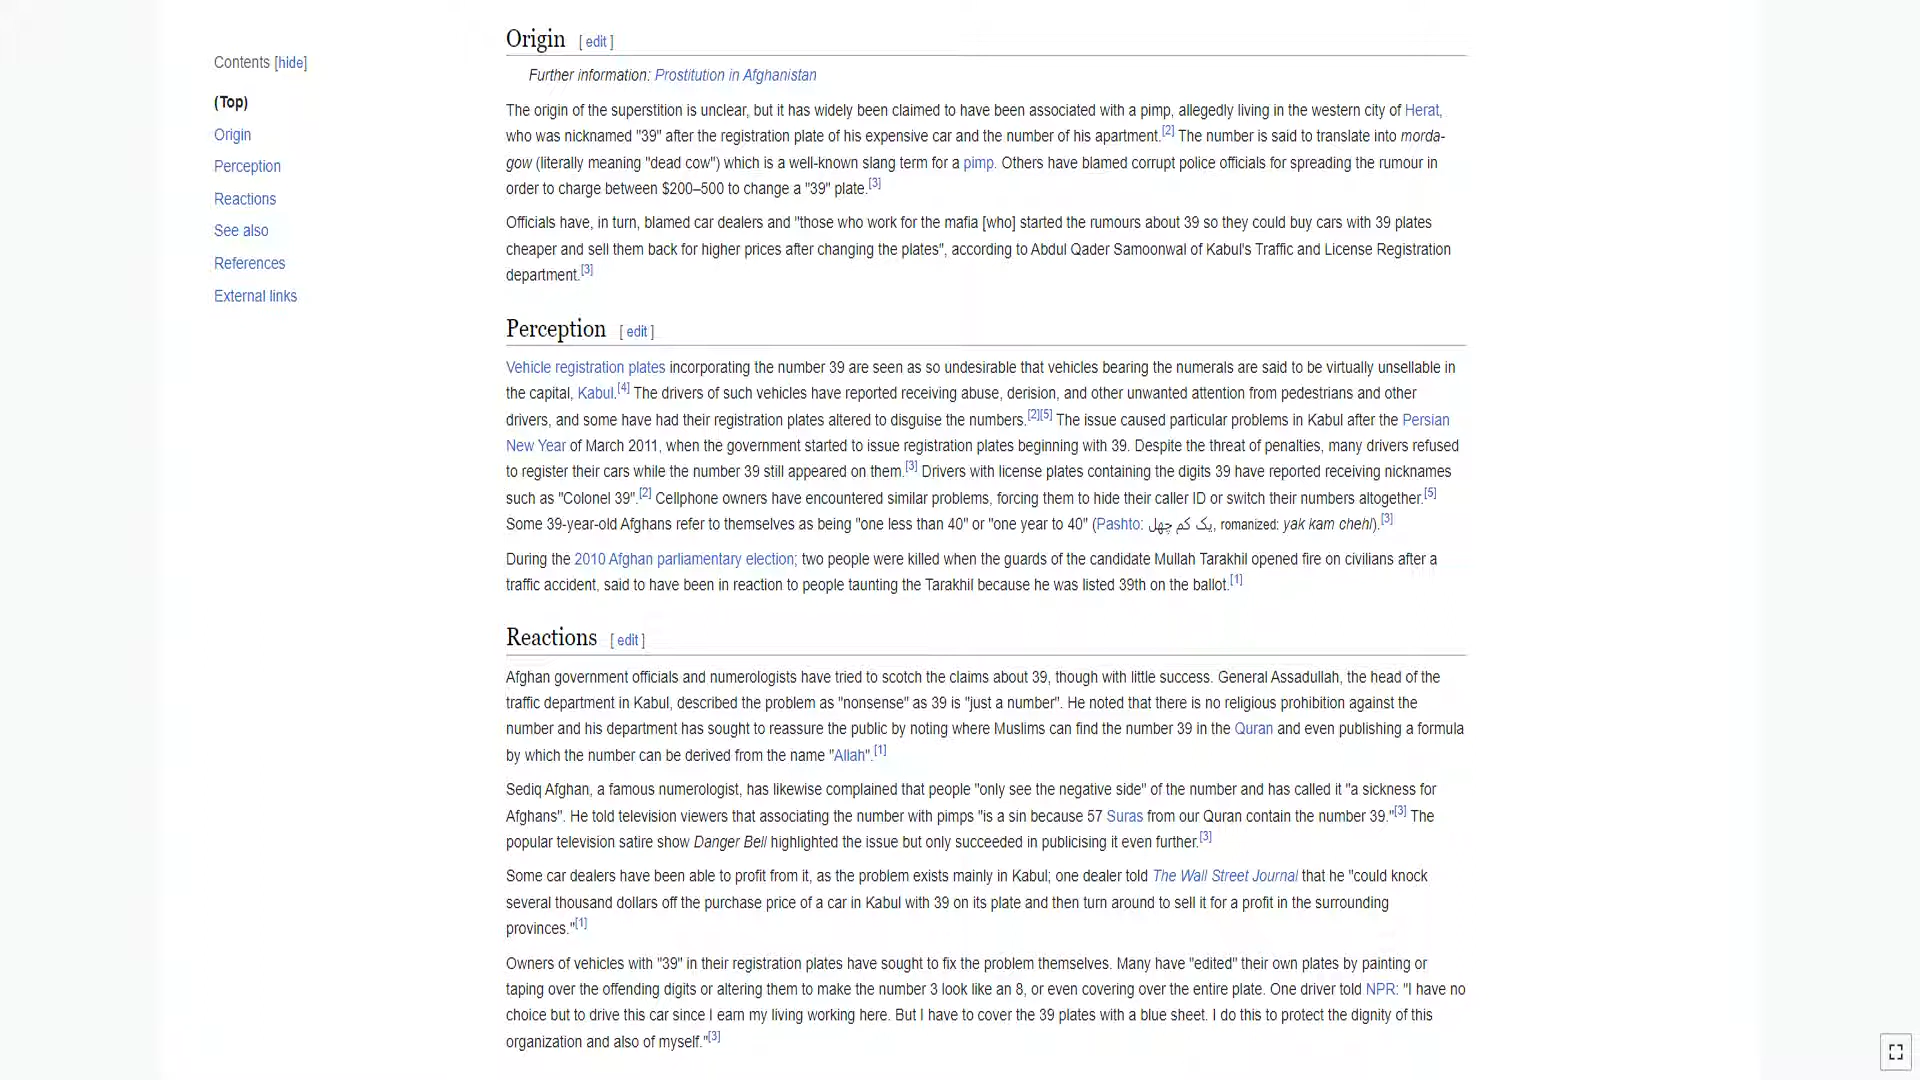 Contents [hide]
(Top)
Origin
Perception
Reactions
See also
References
External links
Origin [ edit ]
Further information: Prostitution in Afghanistan
The origin of the superstition is unclear, but it has widely been claimed to have been associated with a pimp, allegedly living in the western city of Herat,
who was nicknamed "39" after the registration plate of his expensive car and the number of his apartment.[2] The number is said to translate into morda-
gow (literally meaning "dead cow") which is a well-known slang term for a pimp. Others have blamed corrupt police officials for spreading the rumour in
order to charge between $200–500 to change a "39" plate.[3]
Officials have, in turn, blamed car dealers and "those who work for the mafia [who] started the rumours about 39 so they could buy cars with 39 plates
cheaper and sell them back for higher prices after changing the plates", according to Abdul Qader Samoonwal of Kabul's Traffic and License Registration
department.[3]
Perception [ edit ]
Vehicle registration plates incorporating the number 39 are seen as so undesirable that vehicles bearing the numerals are said to be virtually unsellable in
the capital, Kabul.[4] The drivers of such vehicles have reported receiving abuse, derision, and other unwanted attention from pedestrians and other
drivers, and some have had their registration plates altered to disguise the numbers.[2][5] The issue caused particular problems in Kabul after the Persian
New Year of March 2011, when the government started to issue registration plates beginning with 39. Despite the threat of penalties, many drivers refused
to register their cars while the number 39 still appeared on them.[3] Drivers with license plates containing the digits 39 have reported receiving nicknames
such as "Colonel 39".[2] Cellphone owners have encountered similar problems, forcing them to hide their caller ID or switch their numbers altogether.[5]
Some 39-year-old Afghans refer to themselves as being "one less than 40" or "one year to 40" (Pashto: یک کم چهل, romanized: yak kam chehl).[3]
During the 2010 Afghan parliamentary election; two people were killed when the guards of the candidate Mullah Tarakhil opened fire on civilians after a
traffic accident, said to have been in reaction to people taunting the Tarakhil because he was listed 39th on the ballot.[1]
Reactions [ edit ]
Afghan government officials and numerologists have tried to scotch the claims about 39, though with little success. General Assadullah, the head of the
traffic department in Kabul, described the problem as "nonsense" as 39 is "just a number". He noted that there is no religious prohibition against the
number and his department has sought to reassure the public by noting where Muslims can find the number 39 in the Quran and even publishing a formula
by which the number can be derived from the name "Allah".[1]
Sediq Afghan, a famous numerologist, has likewise complained that people "only see the negative side" of the number and has called it "a sickness for
Afghans". He told television viewers that associating the number with pimps "is a sin because 57 Suras from our Quran contain the number 39."[3] The
popular television satire show Danger Bell highlighted the issue but only succeeded in publicising it even further.[3]
Some car dealers have been able to profit from it, as the problem exists mainly in Kabul; one dealer told The Wall Street Journal that he "could knock
several thousand dollars off the purchase price of a car in Kabul with 39 on its plate and then turn around to sell it for a profit in the surrounding
provinces."[1]
Owners of vehicles with "39" in their registration plates have sought to fix the problem themselves. Many have "edited" their own plates by painting or
taping over the offending digits or altering them to make the number 3 look like an 8, or even covering over the entire plate. One driver told NPR: "I have no
choice but to drive this car since I earn my living working here. But I have to cover the 39 plates with a blue sheet. I do this to protect the dignity of this
organization and also of myself."[3]